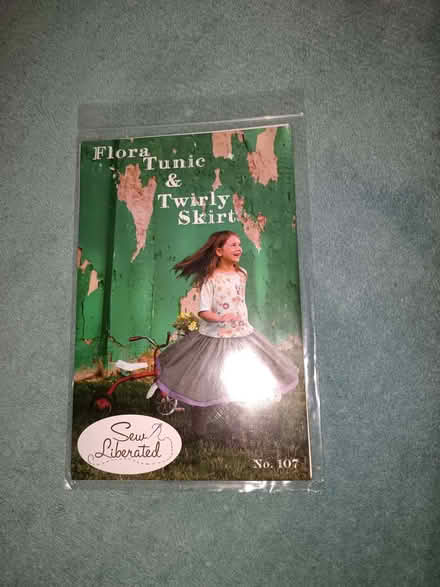 Flora
Tunic
&
Twirly
Skirt
Sew
Liberated
No. 107